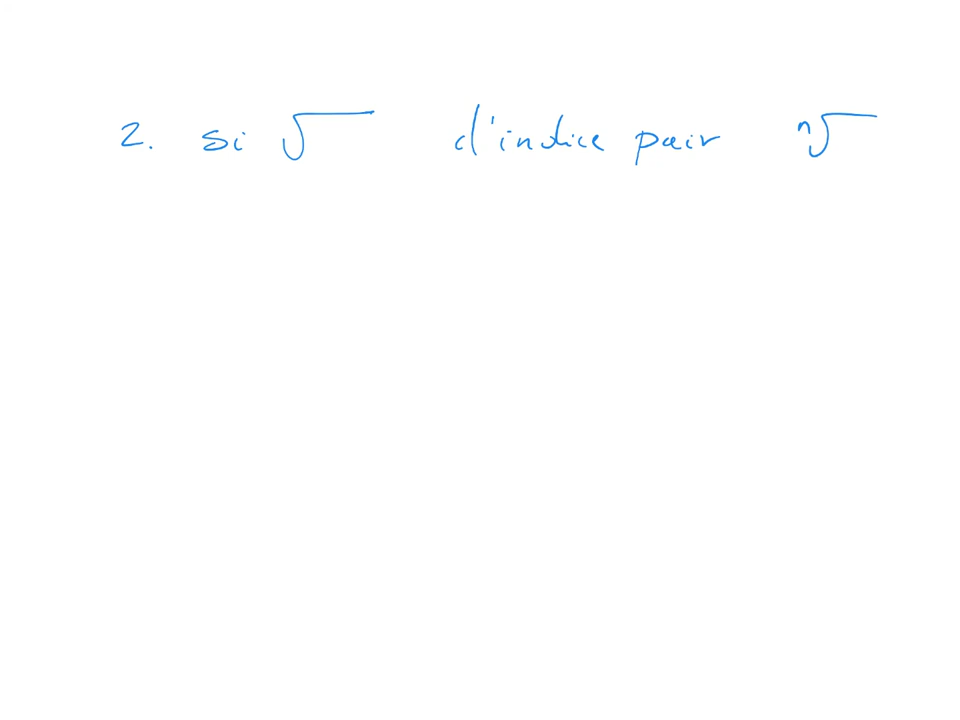 2. si √ d'indice pair ⁿ√